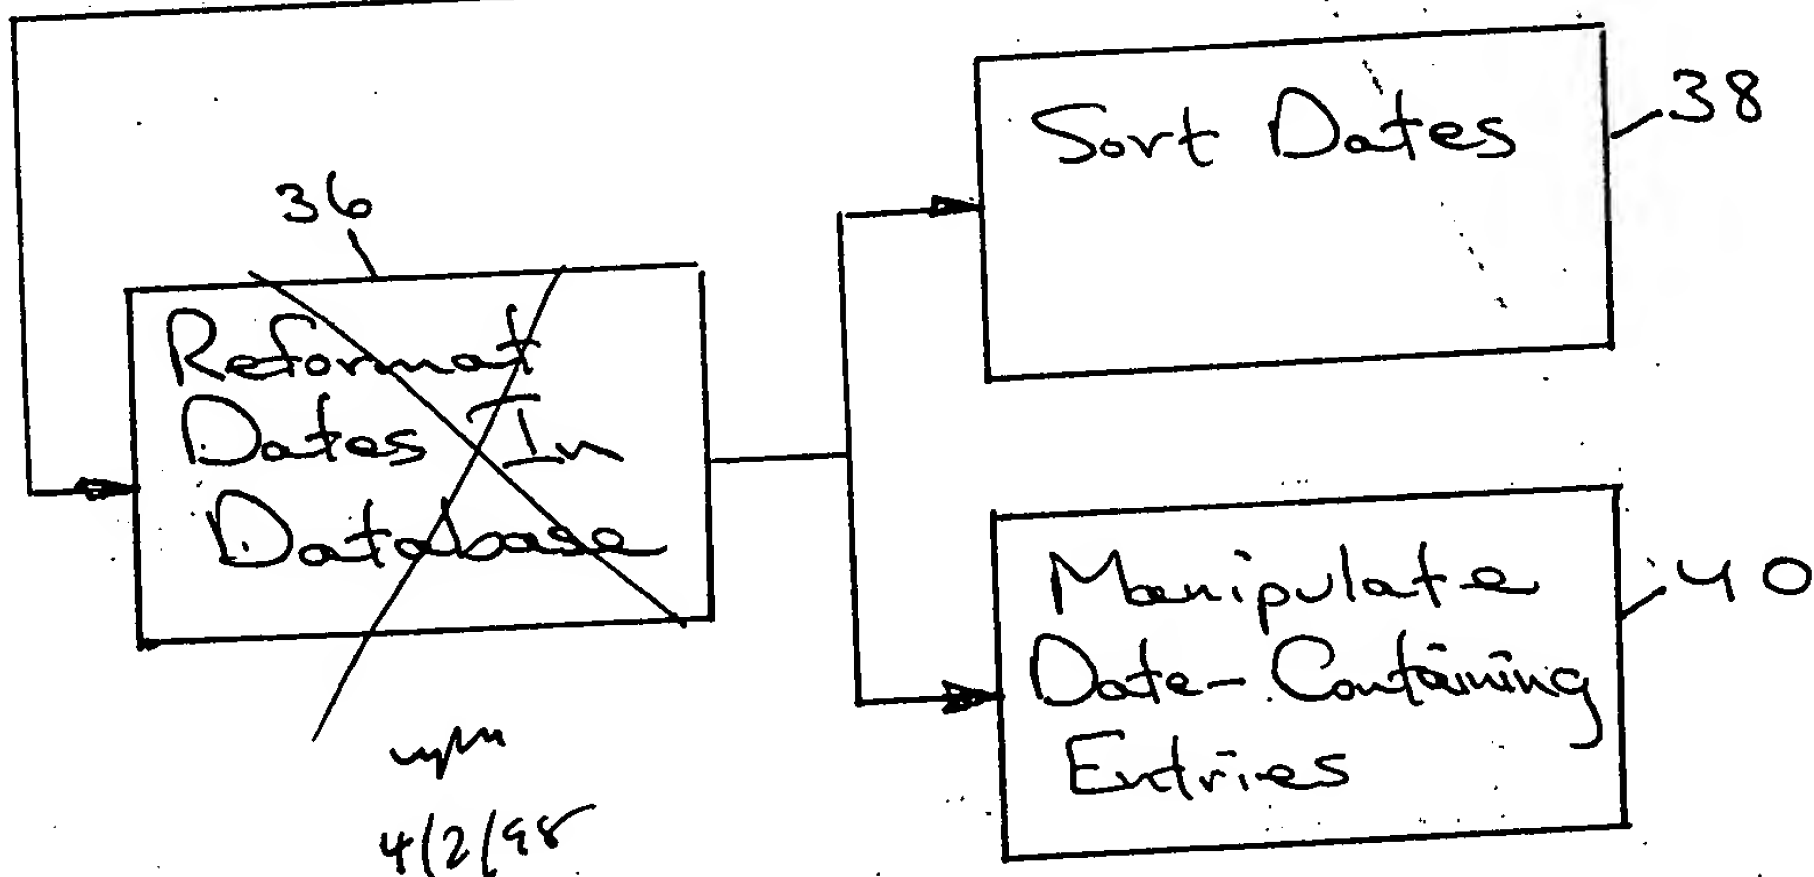 36
Reformat
Dates In
Database
4/2/98
Sort Dates
38
Manipulate
Date-Containing
Entries
40